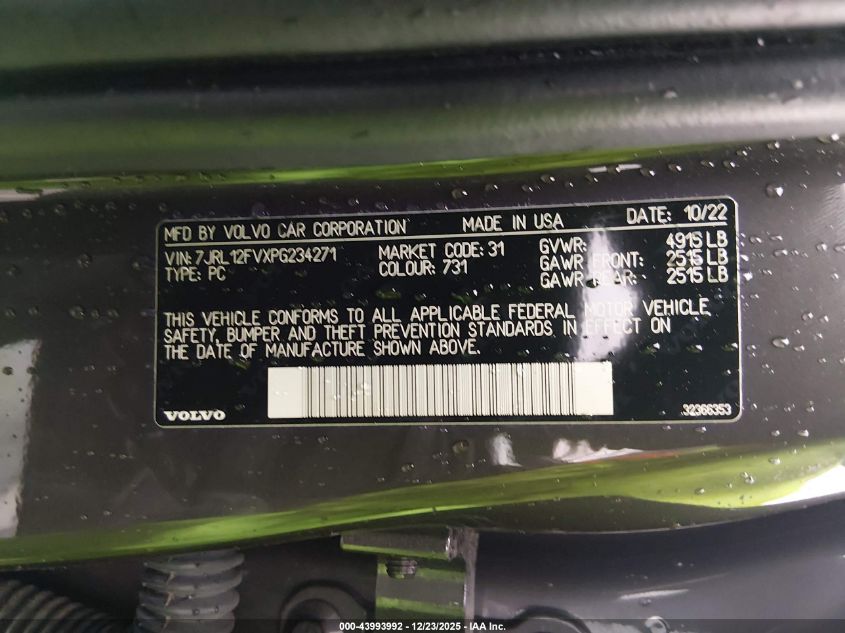 MFD BY VOLVO CAR CORPORATION MADE IN USA DATE: 10/22
VIN: 7JRL12FVXPG234271 MARKET CODE: 31 GVWR: 4915 LB
TYPE: PC COLOUR: 731 GAWR FRONT: 2515 LB
GAWR REAR: 2515 LB
THIS VEHICLE CONFORMS TO ALL APPLICABLE FEDERAL MOTOR VEHICLE
SAFETY, BUMPER AND THEFT PREVENTION STANDARDS IN EFFECT ON
THE DATE OF MANUFACTURE SHOWN ABOVE.
VOLVO 32366353
000-43993992 - 12/23/2025 - IAA Inc.